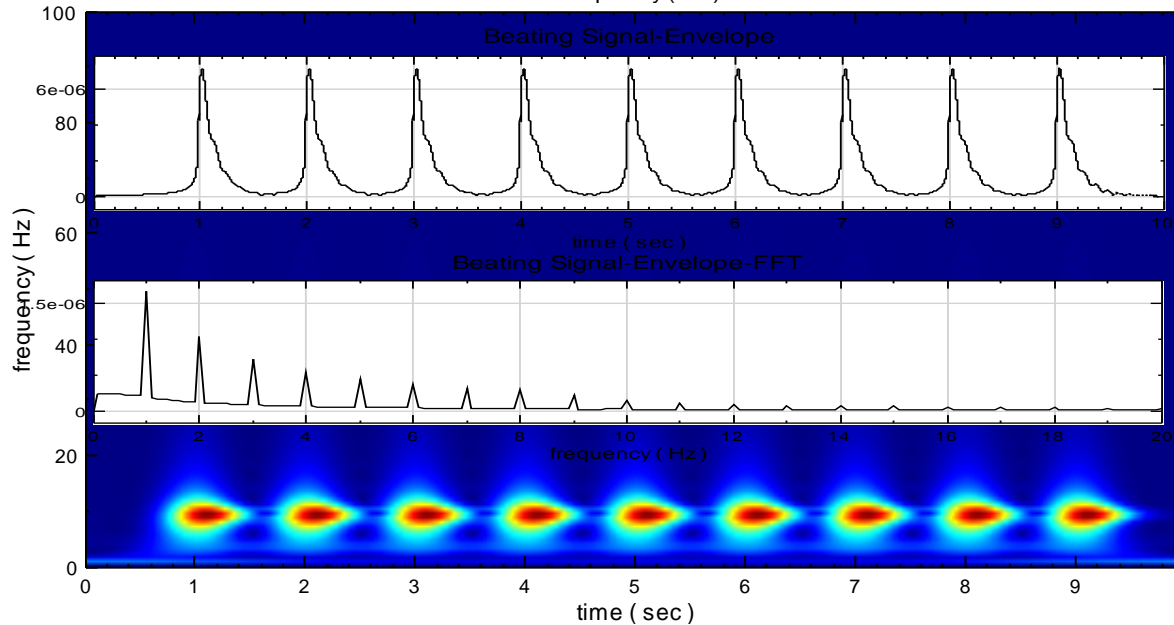 100
Beating Signal-Envelope
6e-06
80
0
0 1 2 3 4 5 6 7 8 9 10
60
time ( sec )
Beating Signal-Envelope-FFT
.5e-06
40
0
0 2 4 6 8 10 12 14 16 18 20
20
frequency ( Hz )
0
0 1 2 3 4 5 6 7 8 9
time ( sec )
frequency ( Hz )